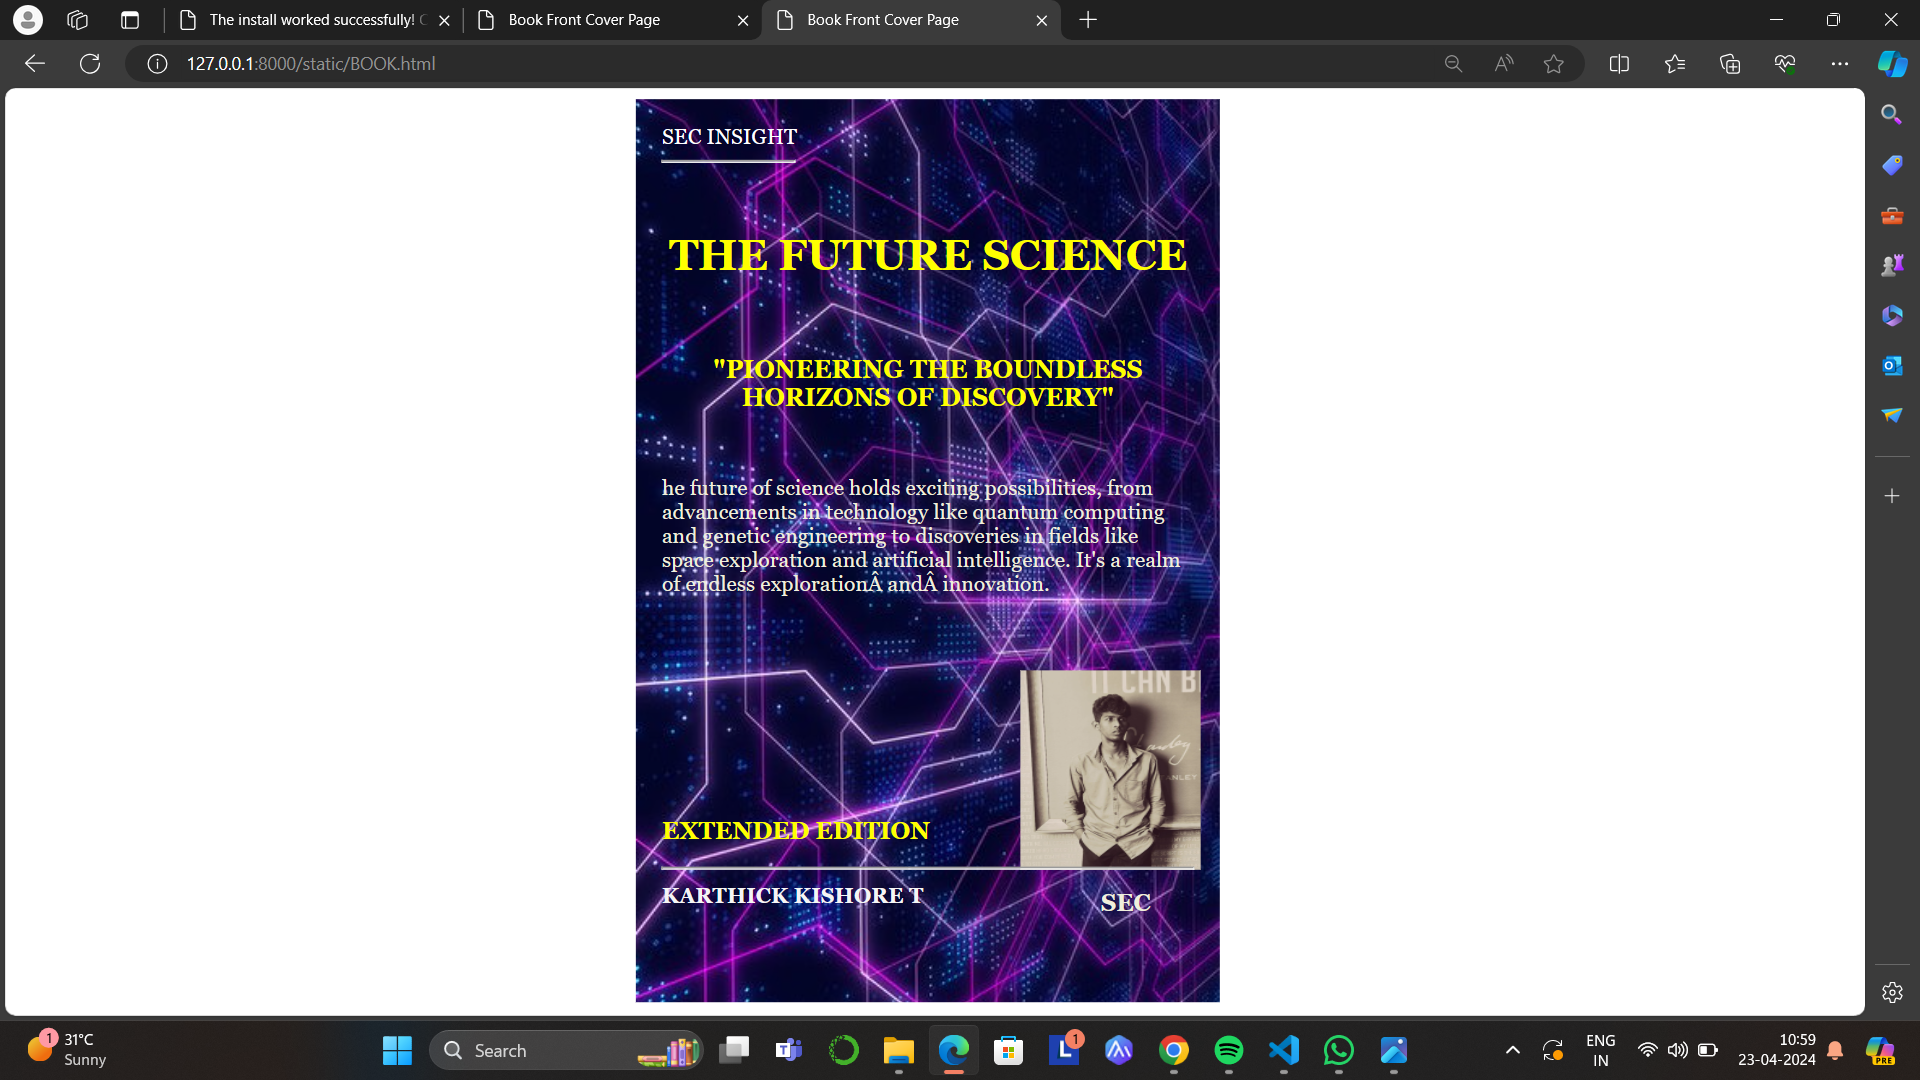 The install worked successfully! C
Book Front Cover Page
Book Front Cover Page
127.0.0.1:8000/static/BOOK.html
SEC INSIGHT
THE FUTURE SCIENCE
"PIONEERING THE BOUNDLESS
HORIZONS OF DISCOVERY"
he future of science holds exciting possibilities, from
advancements in technology like quantum computing
and genetic engineering to discoveries in fields like
space exploration and artificial intelligence. It's a realm
of endless explorationÂ andÂ innovation.
IT CAN B
ANLEY
EXTENDED EDITION
KARTHICK KISHORE T
SEC
1
31°C
Sunny
Search
1
ENG
IN
10:59
23-04-2024
PRE